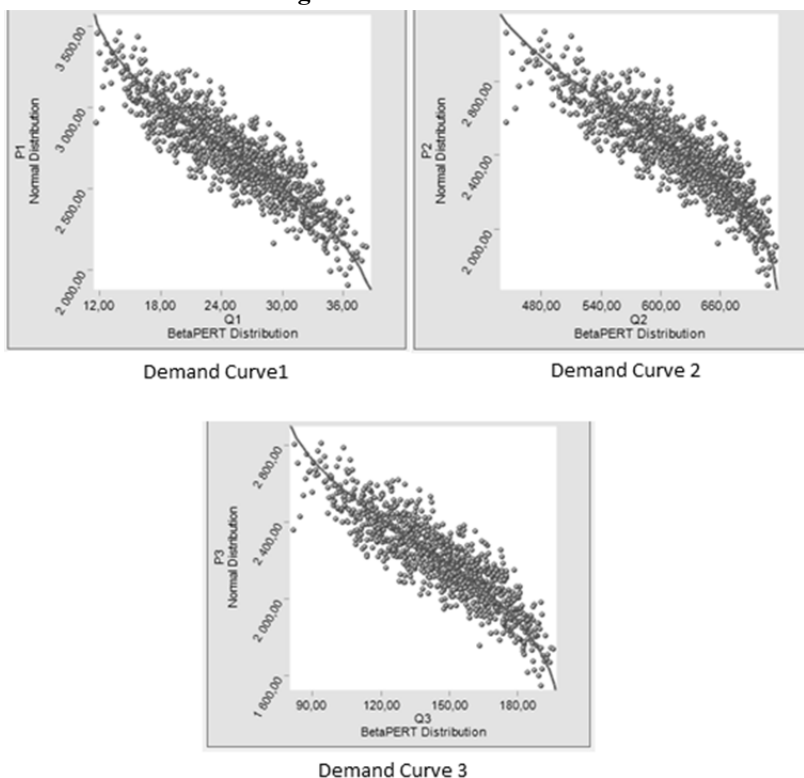 3 500,00
3 000,00
2 500,00
2 000,00
P1
Normal Distribution
12,00 18,00 24,00 30,00 36,00
Q1
BetaPERT Distribution
Demand Curve1
2 800,00
2 400,00
2 000,00
P2
Normal Distribution
480,00 540,00 600,00 660,00
Q2
BetaPERT Distribution
Demand Curve 2
2 800,00
2 400,00
2 000,00
1 600,00
P3
Normal Distribution
90,00 120,00 150,00 180,00
Q3
BetaPERT Distribution
Demand Curve 3